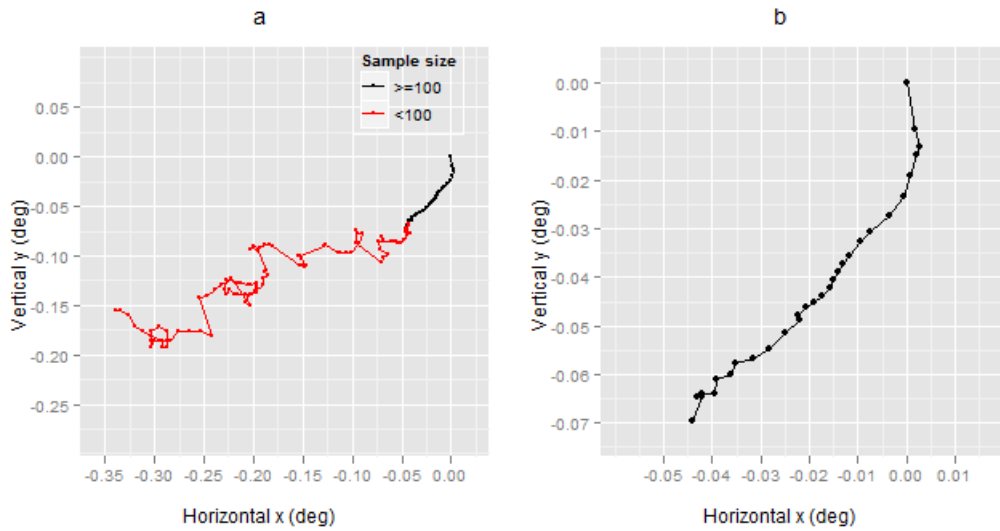 a
Sample size
>=100
<100
0.05
0.00
-0.05
-0.10
-0.15
-0.20
-0.25
Vertical y (deg)
-0.35 -0.30 -0.25 -0.20 -0.15 -0.10 -0.05 0.00
Horizontal x (deg)
b
0.00
-0.01
-0.02
-0.03
-0.04
-0.05
-0.06
-0.07
Vertical y (deg)
-0.05 -0.04 -0.03 -0.02 -0.01 0.00 0.01
Horizontal x (deg)